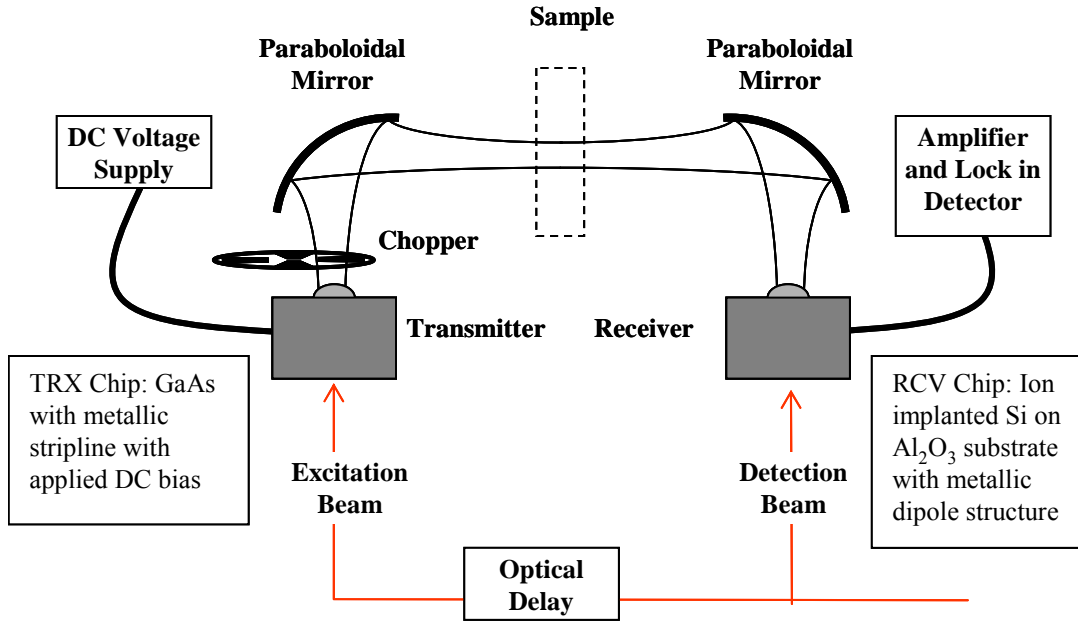 Sample
Paraboloidal
Mirror
Paraboloidal
Mirror
DC Voltage
Supply
Amplifier
and Lock in
Detector
Chopper
Transmitter
Receiver
TRX Chip: GaAs
with metallic
stripline with
applied DC bias
RCV Chip: Ion
implanted Si on
Al₂O₃ substrate
with metallic
dipole structure
Excitation
Beam
Detection
Beam
Optical
Delay